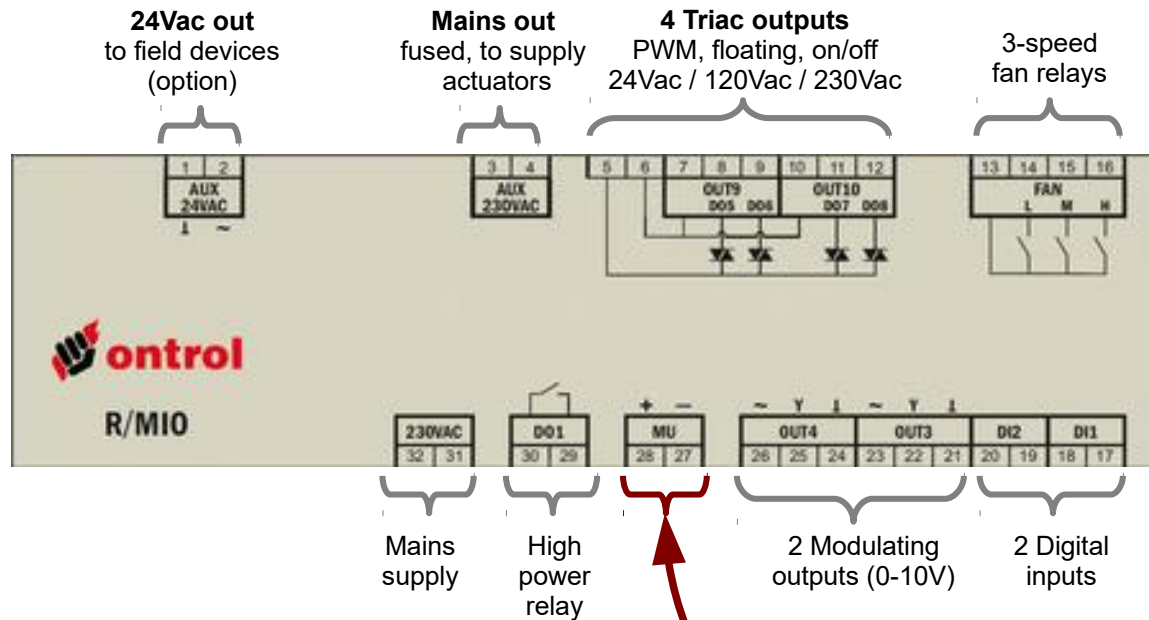 24Vac out
to field devices
(option)
Mains out
fused, to supply
actuators
4 Triac outputs
PWM, floating, on/off
24Vac / 120Vac / 230Vac
3-speed
fan relays
1 2
AUX
24VAC
⊥ ~
3 4
AUX
230VAC
5 6 7 8 9 10 11 12
OUT9 OUT10
DO5 DO6 DO7 DO8
13 14 15 16
FAN
L M H
ontrol
R/MIO
230VAC
32 31
DO1
30 29
+ −
MU
28 27
~ Y ⊥ ~ Y ⊥
OUT4 OUT3
26 25 24 23 22 21
DI2 DI1
20 19 18 17
Mains
supply
High
power
relay
2 Modulating
outputs (0-10V)
2 Digital
inputs